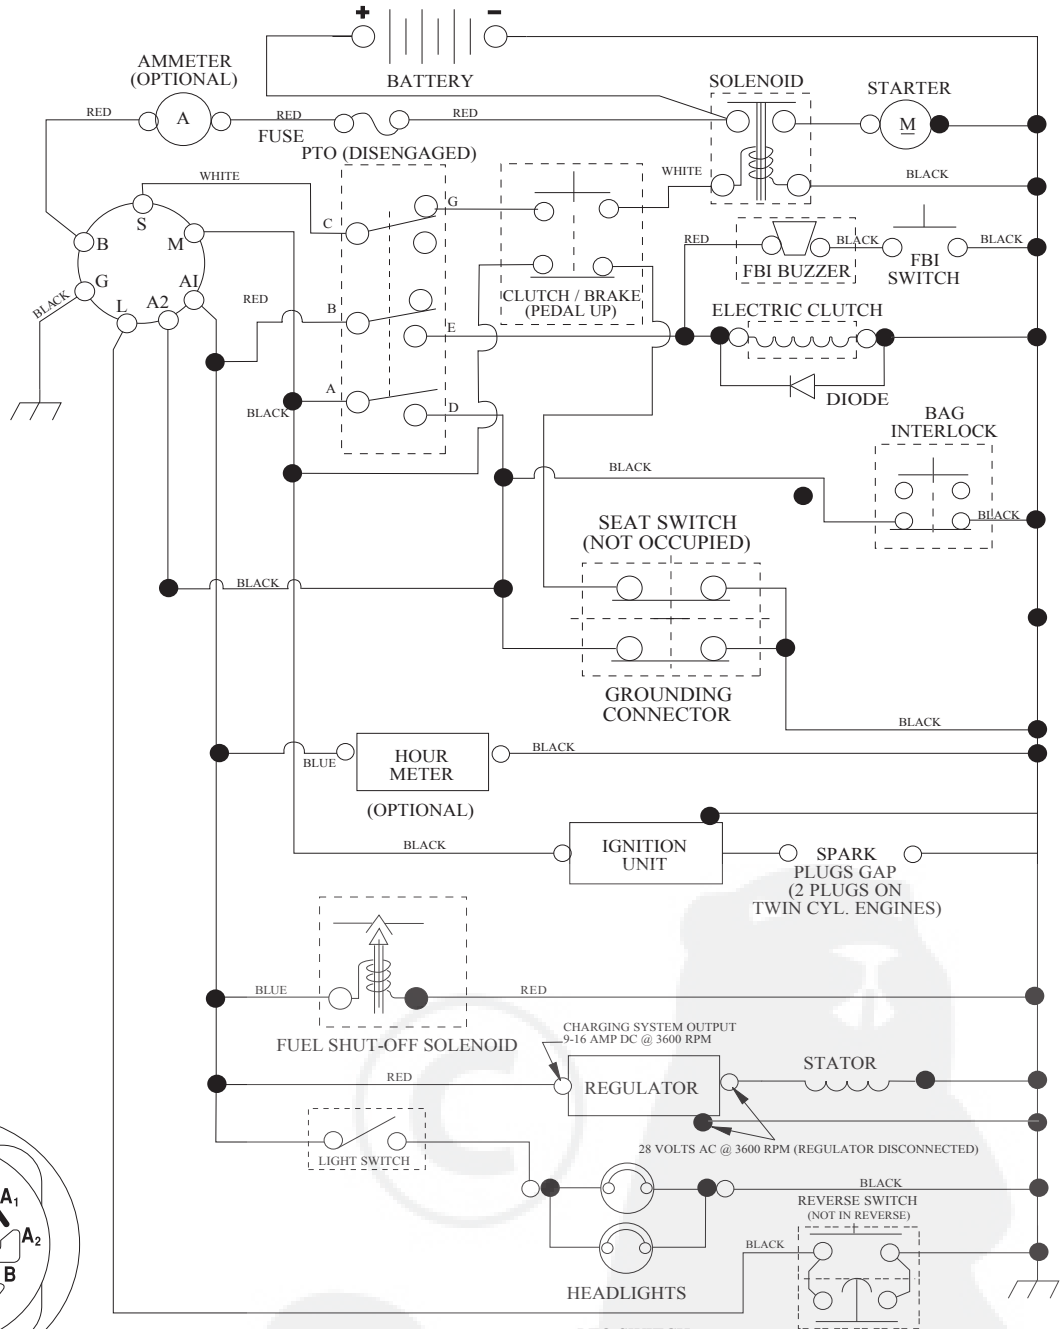 + −
BATTERY
AMMETER
(OPTIONAL)
SOLENOID
STARTER
RED
A
RED
FUSE
RED
M
PTO (DISENGAGED)
WHITE
WHITE
BLACK
S
C
G
M
B
RED
BLACK
BLACK
FBI BUZZER
FBI
SWITCH
G
BLACK
A1
A2
L
RED
B
CLUTCH / BRAKE
(PEDAL UP)
ELECTRIC CLUTCH
E
A
BLACK
D
DIODE
BAG
INTERLOCK
BLACK
BLACK
SEAT SWITCH
(NOT OCCUPIED)
BLACK
GROUNDING
CONNECTOR
BLACK
BLUE
HOUR
METER
BLACK
(OPTIONAL)
BLACK
IGNITION
UNIT
SPARK
PLUGS GAP
(2 PLUGS ON
TWIN CYL. ENGINES)
BLUE
RED
FUEL SHUT-OFF SOLENOID
CHARGING SYSTEM OUTPUT
9-16 AMP DC @ 3600 RPM
RED
REGULATOR
STATOR
28 VOLTS AC @ 3600 RPM (REGULATOR DISCONNECTED)
LIGHT SWITCH
BLACK
REVERSE SWITCH
(NOT IN REVERSE)
BLACK
HEADLIGHTS
A1
A2
B
©